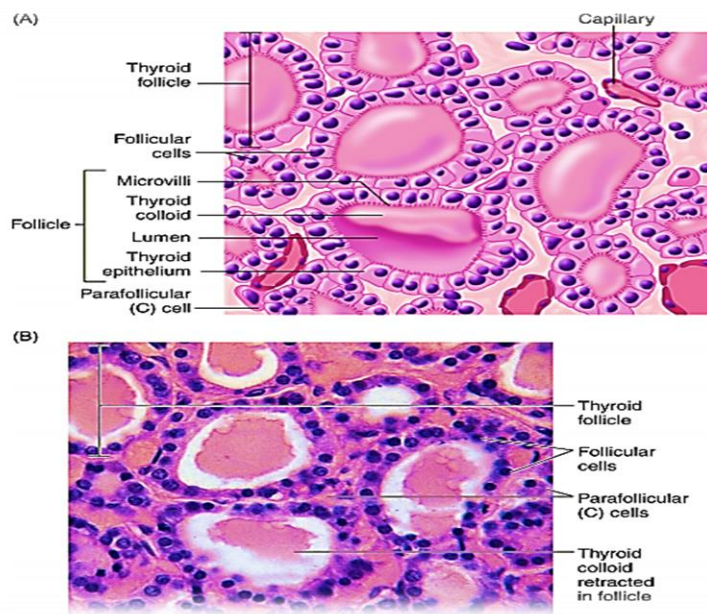 (A)
Capillary
Thyroid
follicle
Follicular
cells
Microvilli
Thyroid
colloid
Follicle
Lumen
Thyroid
epithelium
Parafollicular
(C) cell
(B)
Thyroid
follicle
Follicular
cells
Parafollicular
(C) cells
Thyroid
colloid
retracted
in follicle